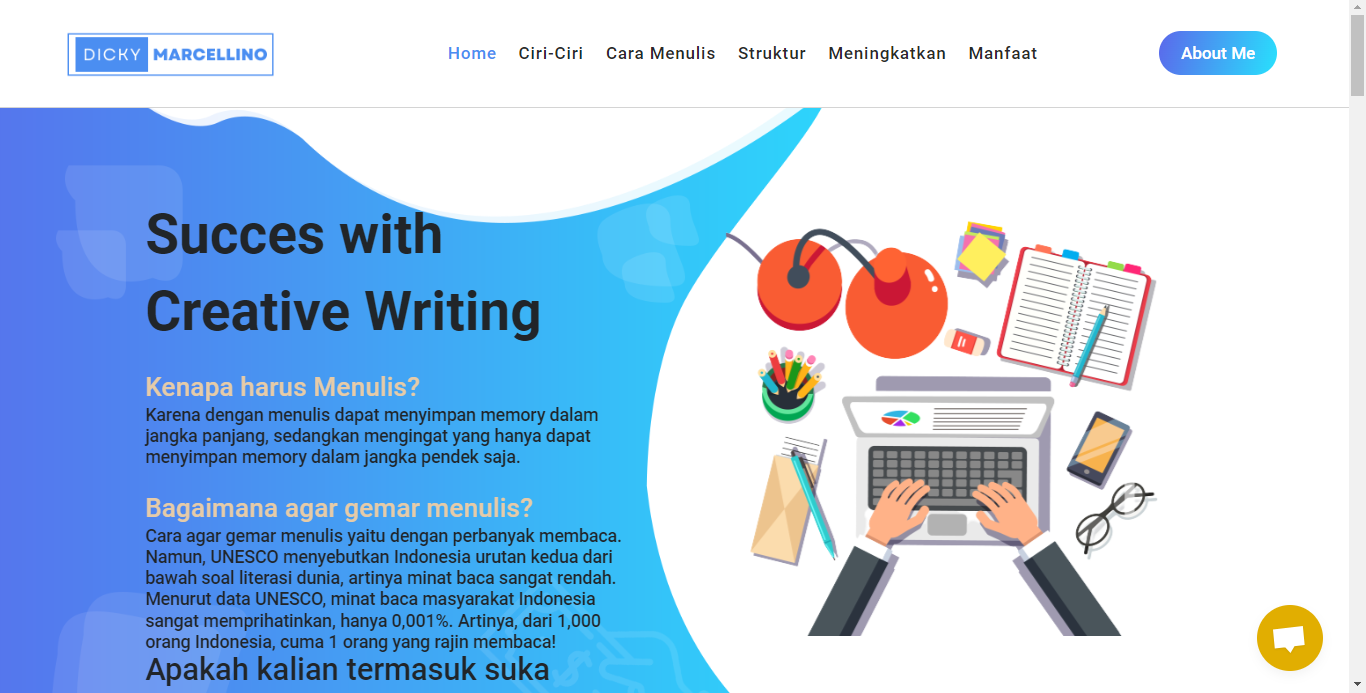 DICKY MARCELLINO
Home Ciri-Ciri Cara Menulis Struktur Meningkatkan Manfaat
About Me
Succes with
Creative Writing
Kenapa harus Menulis?
Karena dengan menulis dapat menyimpan memory dalam
jangka panjang, sedangkan mengingat yang hanya dapat
menyimpan memory dalam jangka pendek saja.
Bagaimana agar gemar menulis?
Cara agar gemar menulis yaitu dengan perbanyak membaca.
Namun, UNESCO menyebutkan Indonesia urutan kedua dari
bawah soal literasi dunia, artinya minat baca sangat rendah.
Menurut data UNESCO, minat baca masyarakat Indonesia
sangat memprihatinkan, hanya 0,001%. Artinya, dari 1,000
orang Indonesia, cuma 1 orang yang rajin membaca!
Apakah kalian termasuk suka